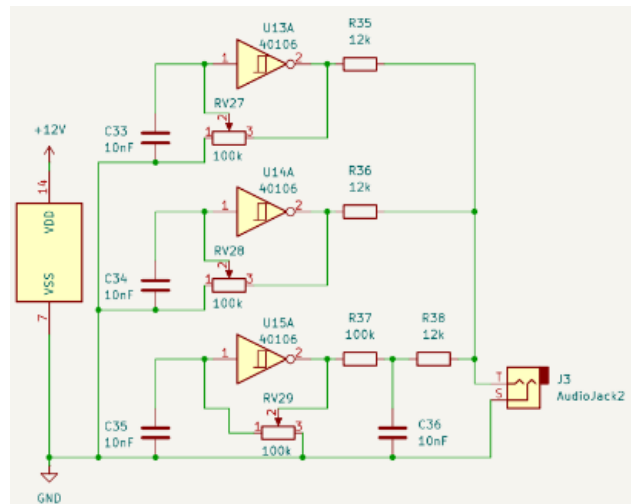 U13A
40106
R35
12k
1
2
RV27
2
1
3
100k
C33
10nF
+12V
14
VDD
VSS
7
GND
U14A
40106
R36
12k
1
2
RV28
2
1
3
100k
C34
10nF
U15A
40106
R37
100k
R38
12k
1
2
RV29
2
1
3
100k
C35
10nF
C36
10nF
T
S
J3
AudioJack2